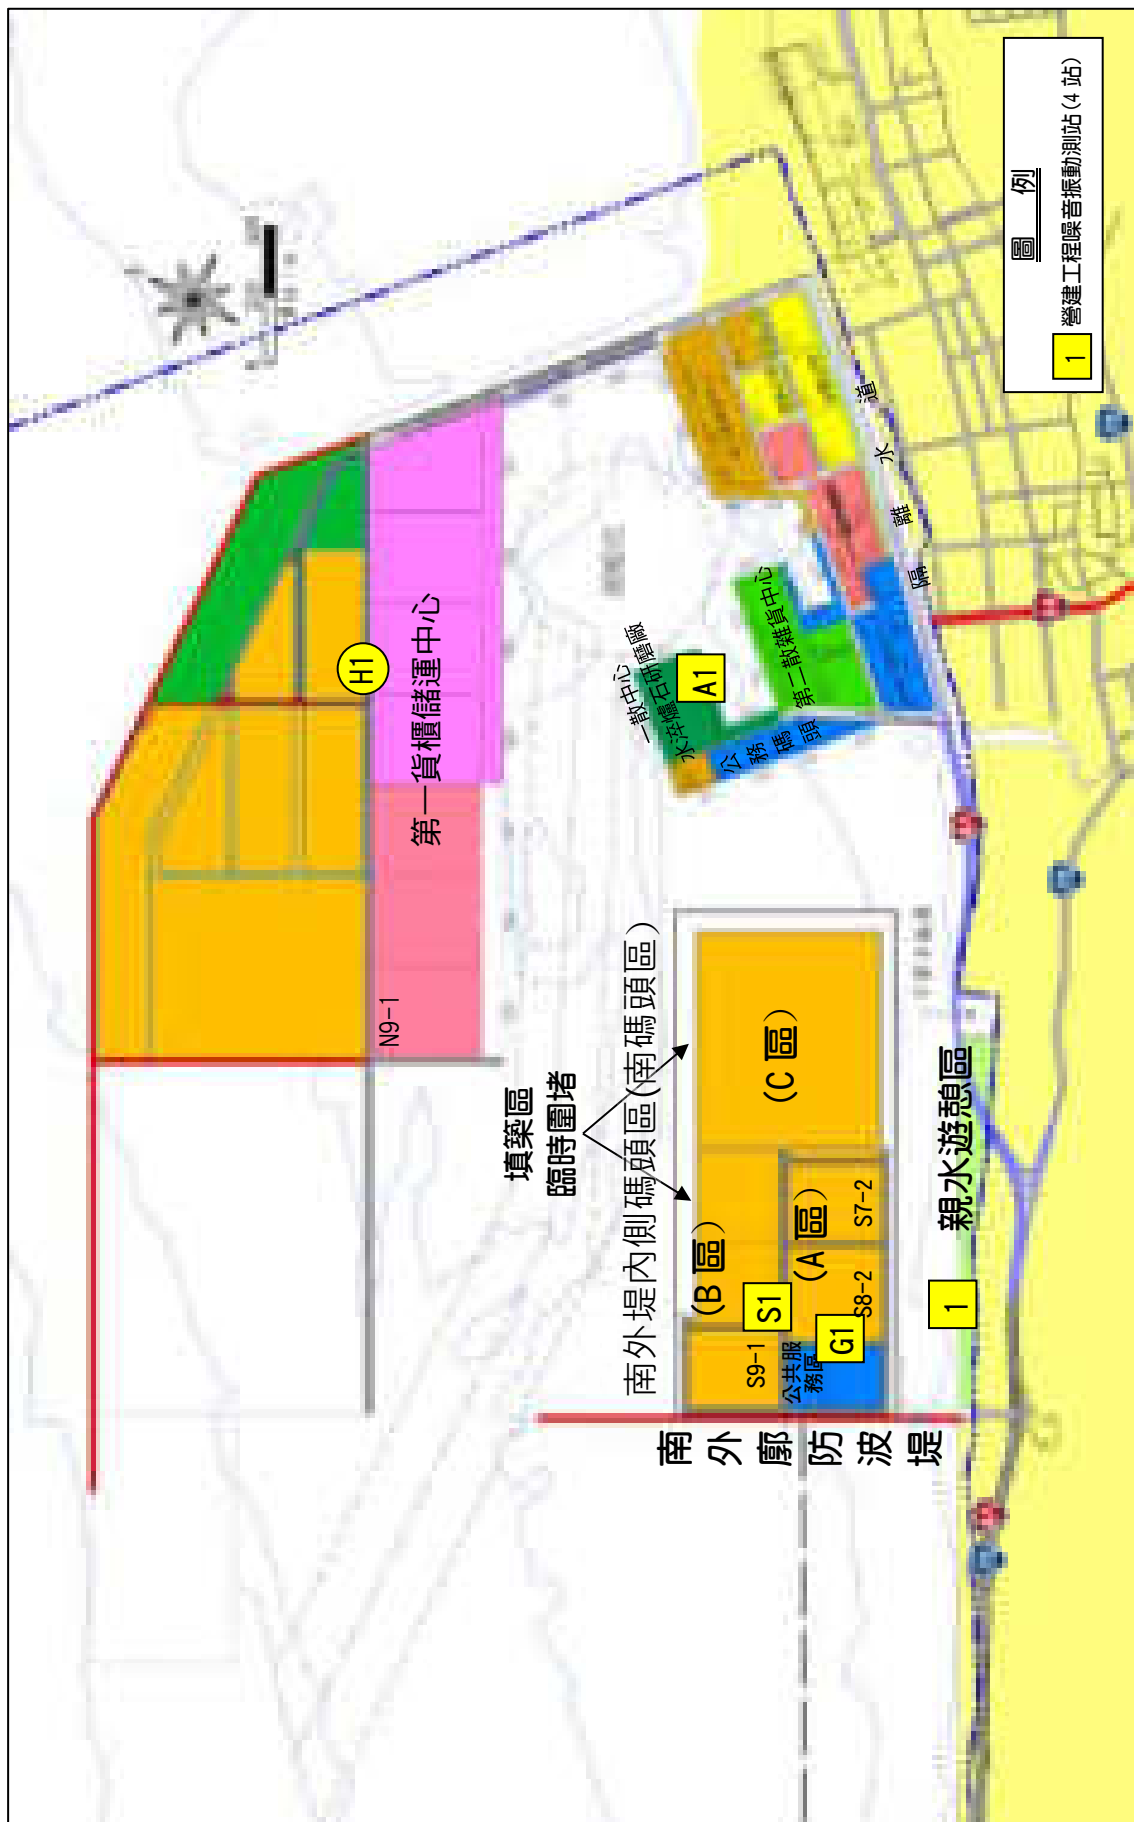 圖 例
1 營建工程噪音振動測站(4 站)
H1
第一貨櫃儲運中心
N9-1
一散中心
水淬爐石研磨廠
A1
第二散雜貨中心
公務碼頭
隔離水道
填築區
臨時圍堵
南外堤內側碼頭區(南碼頭區)
(C 區)
(B 區)
(A 區)
S7-2
S8-2
S9-1
S1
G1
公共服
務區
1
親水遊憩區
南外廓防波堤